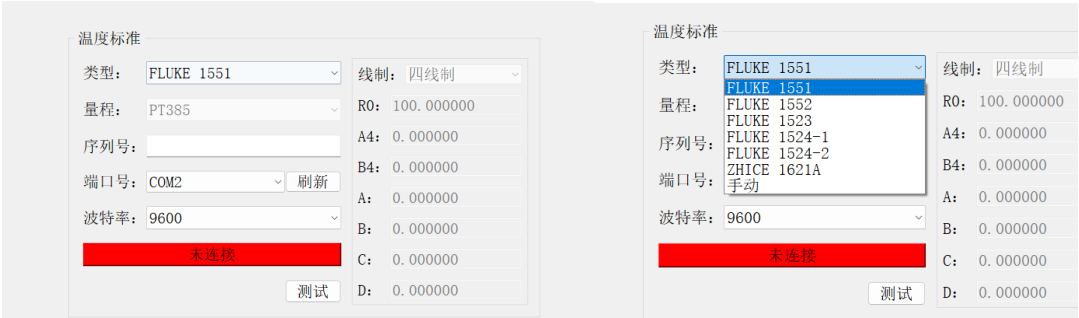 温度标准
类型： FLUKE 1551
量程： PT385
序列号：
端口号： COM2 刷新
波特率： 9600
未连接
测试
线制： 四线制
R0： 100.000000
A4： 0.000000
B4： 0.000000
A： 0.000000
B： 0.000000
C： 0.000000
D： 0.000000
温度标准
类型： FLUKE 1551
FLUKE 1551
FLUKE 1552
FLUKE 1523
FLUKE 1524-1
FLUKE 1524-2
ZHICE 1621A
手动
量程：
序列号：
端口号：
波特率： 9600
未连接
测试
线制： 四线制
R0： 100.000000
A4： 0.000000
B4： 0.000000
A： 0.000000
B： 0.000000
C： 0.000000
D： 0.000000